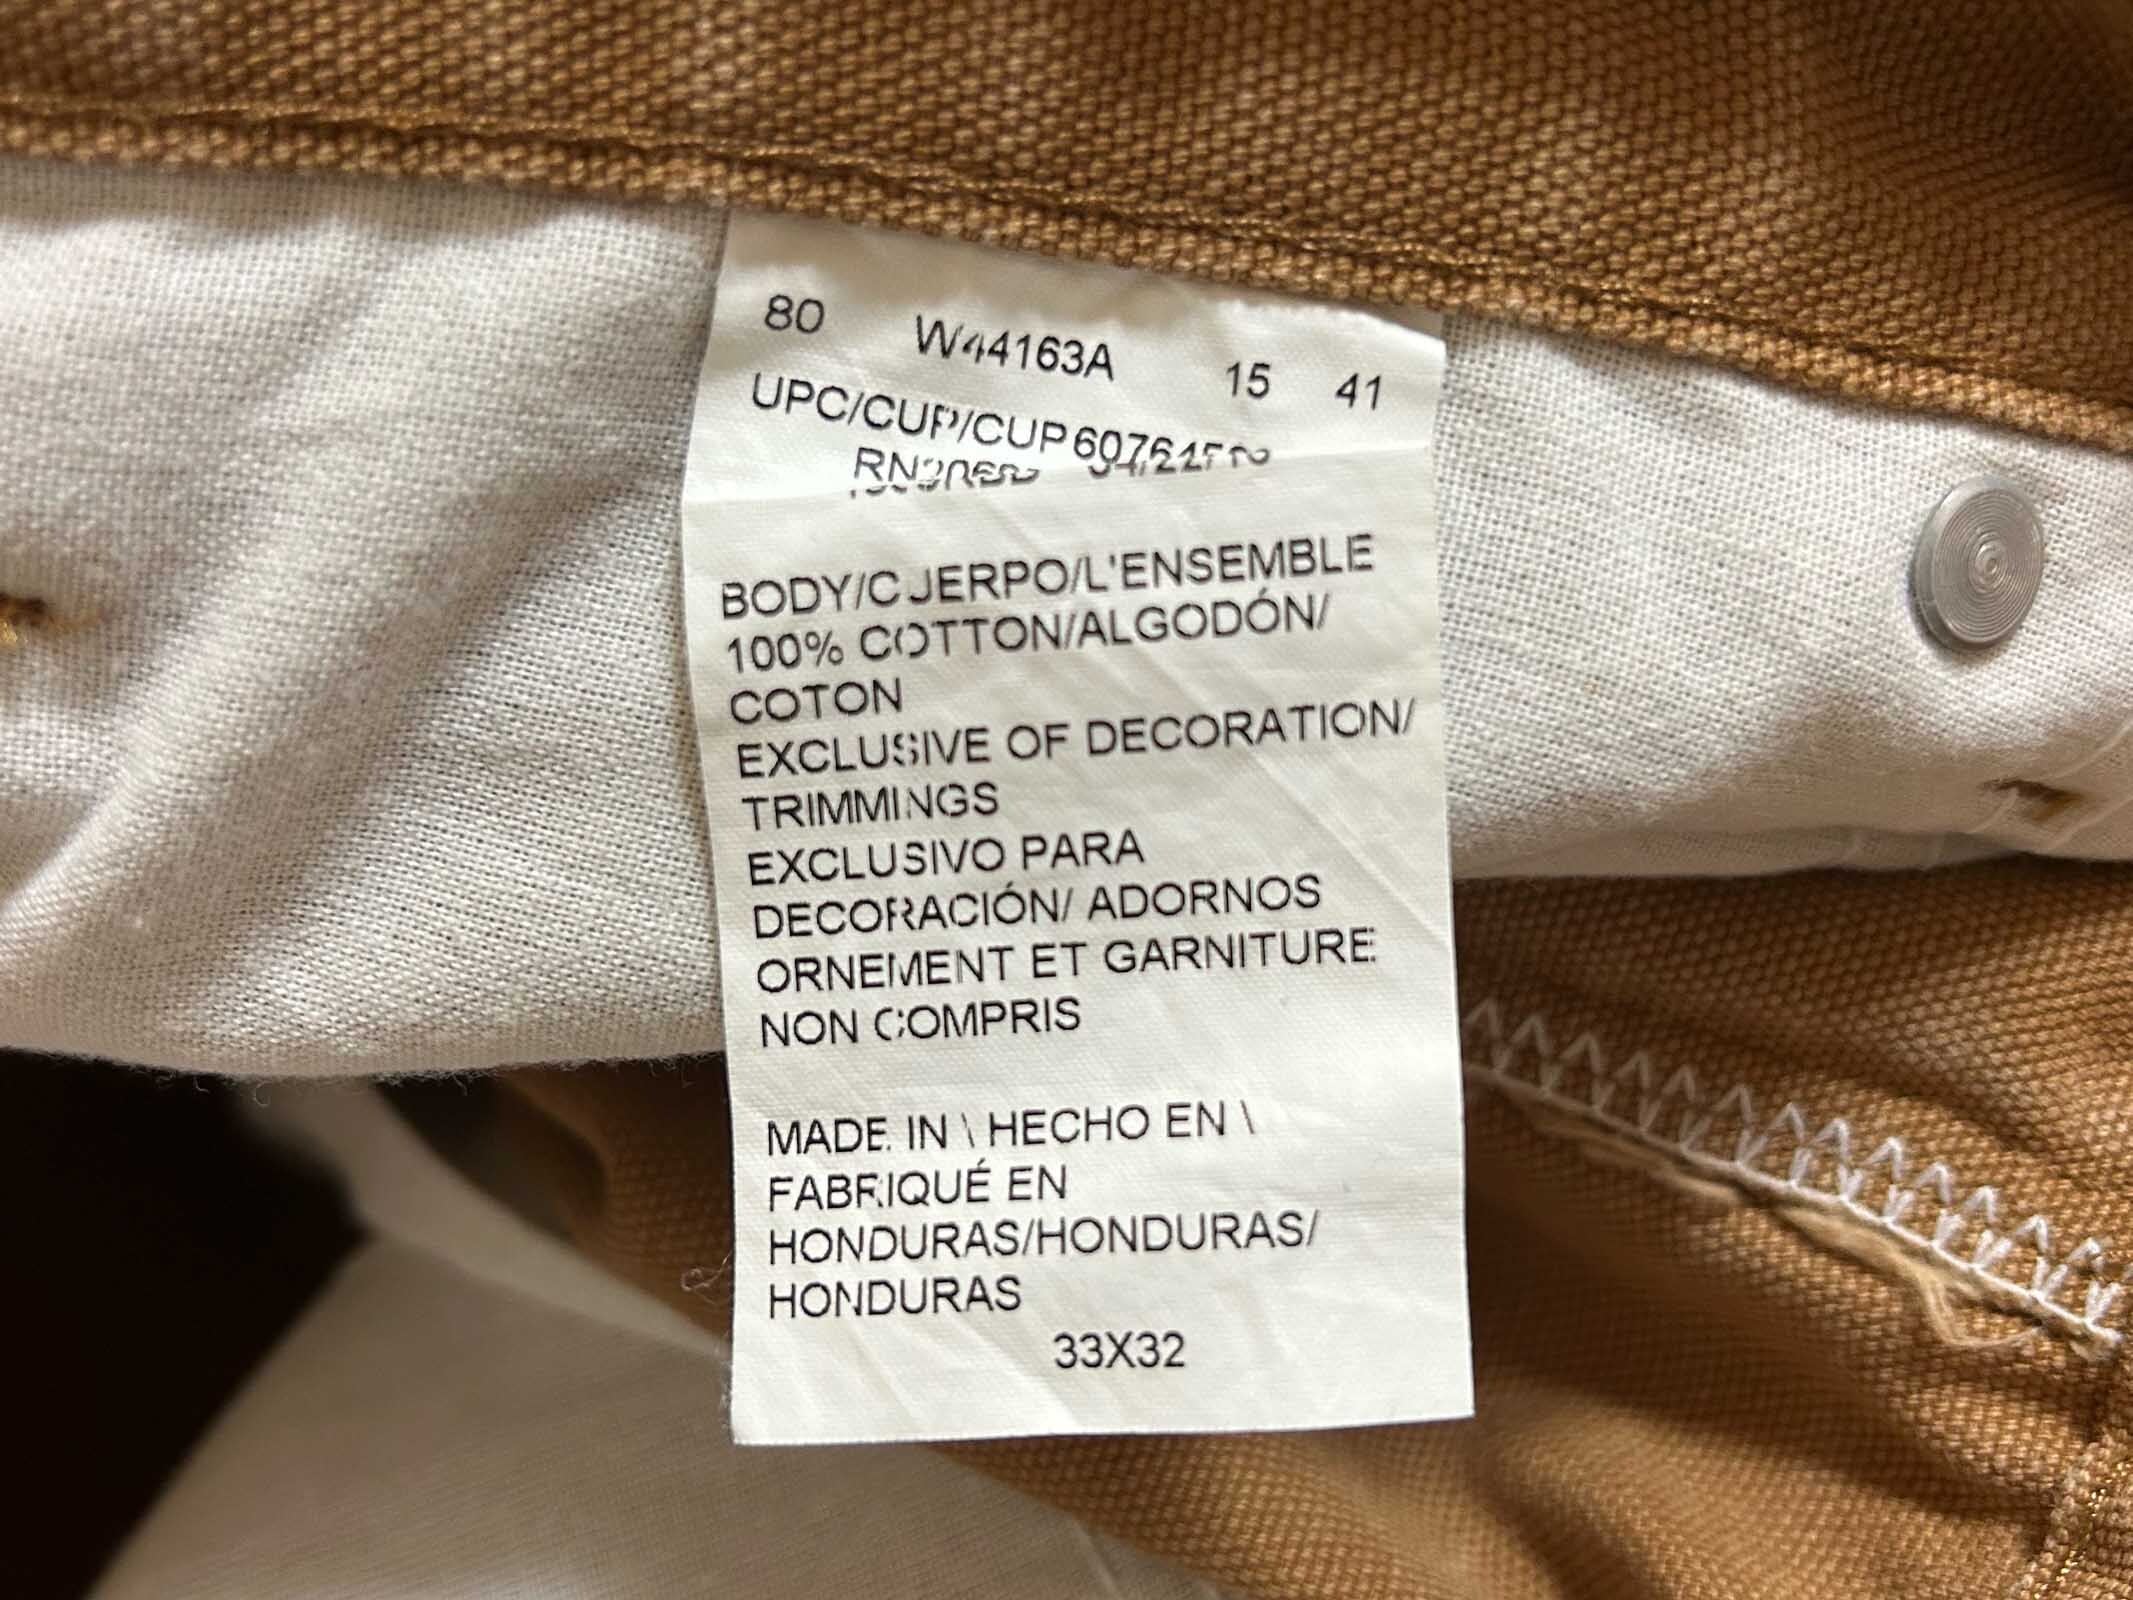 80 W44163A 15 41
UPC/CUP/CUP
BODY/CUERPO/L'ENSEMBLE
100% COTTON/ALGODÓN/
COTON
EXCLUSIVE OF DECORATION/
TRIMMINGS
EXCLUSIVO PARA
DECORACIÓN/ ADORNOS
ORNEMENT ET GARNITURE
NON COMPRIS
MADE IN \ HECHO EN \
FABRIQUÉ EN
HONDURAS/HONDURAS/
HONDURAS
33X32